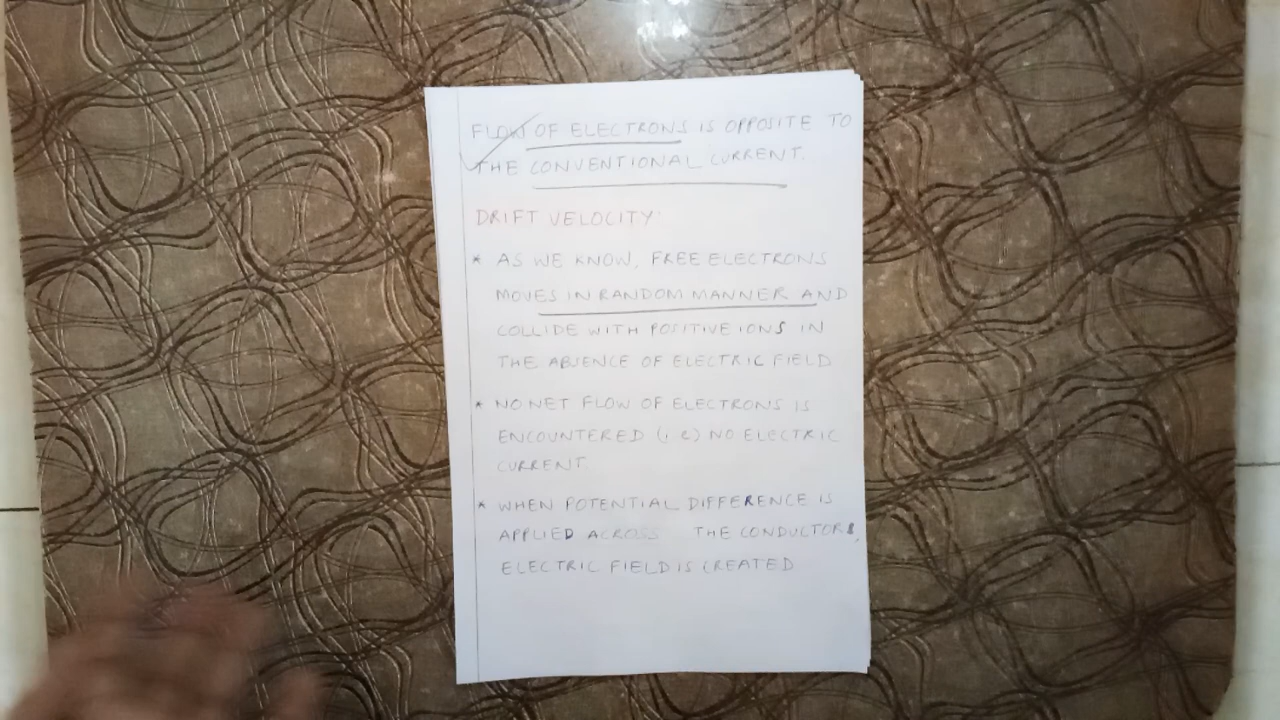 FLOW OF ELECTRONS IS OPPOSITE TO
THE CONVENTIONAL CURRENT.
DRIFT VELOCITY:
* AS WE KNOW, FREE ELECTRONS
MOVES IN RANDOM MANNER AND
COLLIDE WITH POSITIVE IONS IN
THE ABSENCE OF ELECTRIC FIELD
* NO NET FLOW OF ELECTRONS IS
ENCOUNTERED (i.e) NO ELECTRIC
CURRENT.
* WHEN POTENTIAL DIFFERENCE IS
APPLIED ACROSS THE CONDUCTORS,
ELECTRIC FIELD IS CREATED